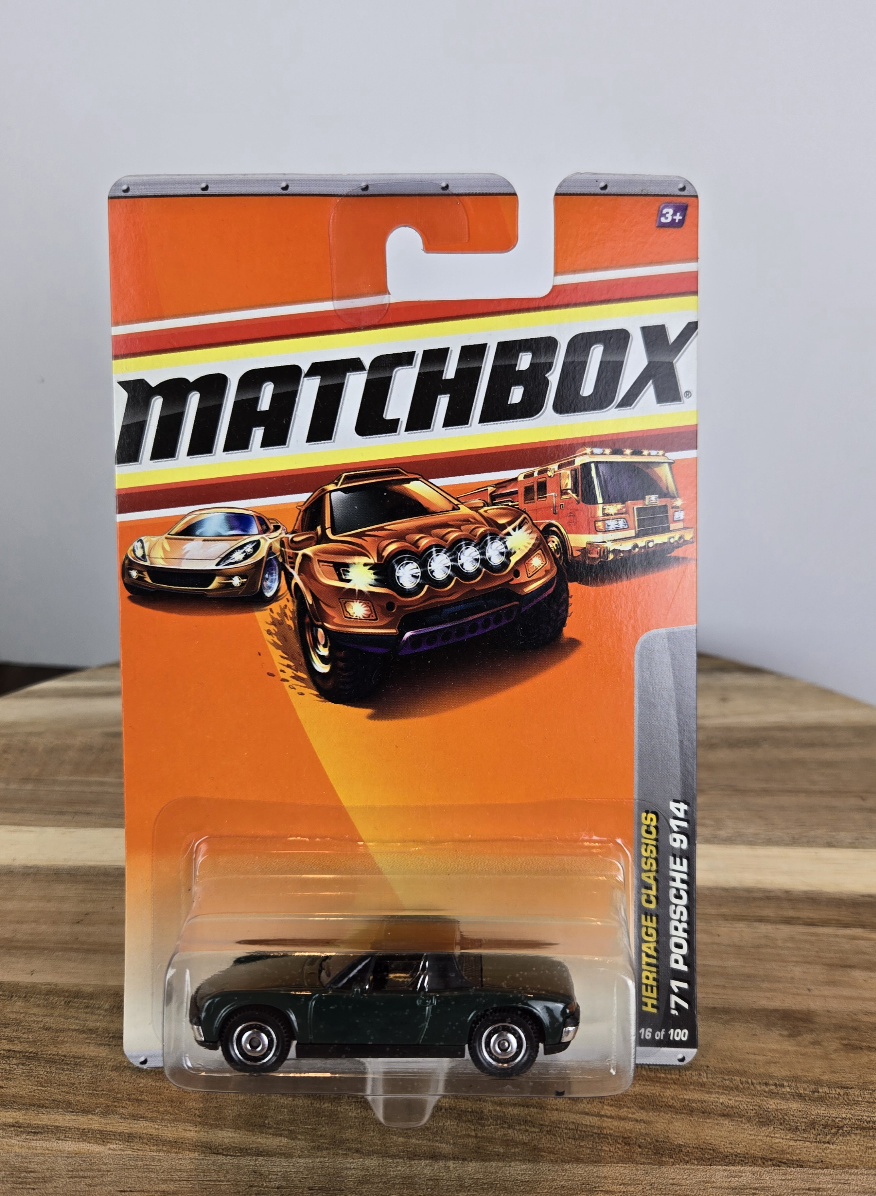 3+
MATCHBOX®
HERITAGE CLASSICS
'71 PORSCHE 914
16 of 100